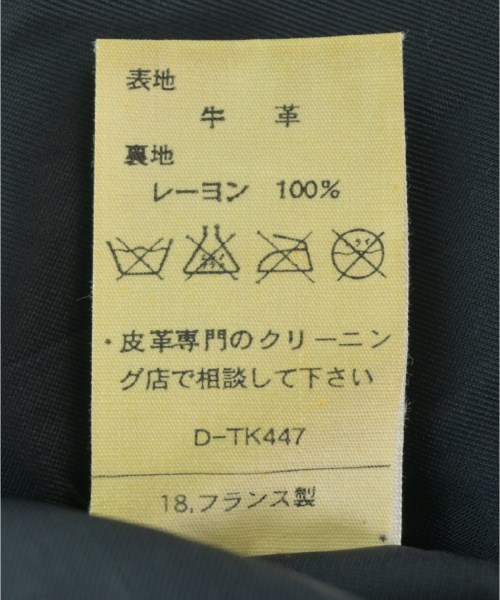 表地
牛 革
裏地
レーヨン 100%
・皮革専門のクリーニン
グ店で相談して下さい
D-TK447
18,フランス製